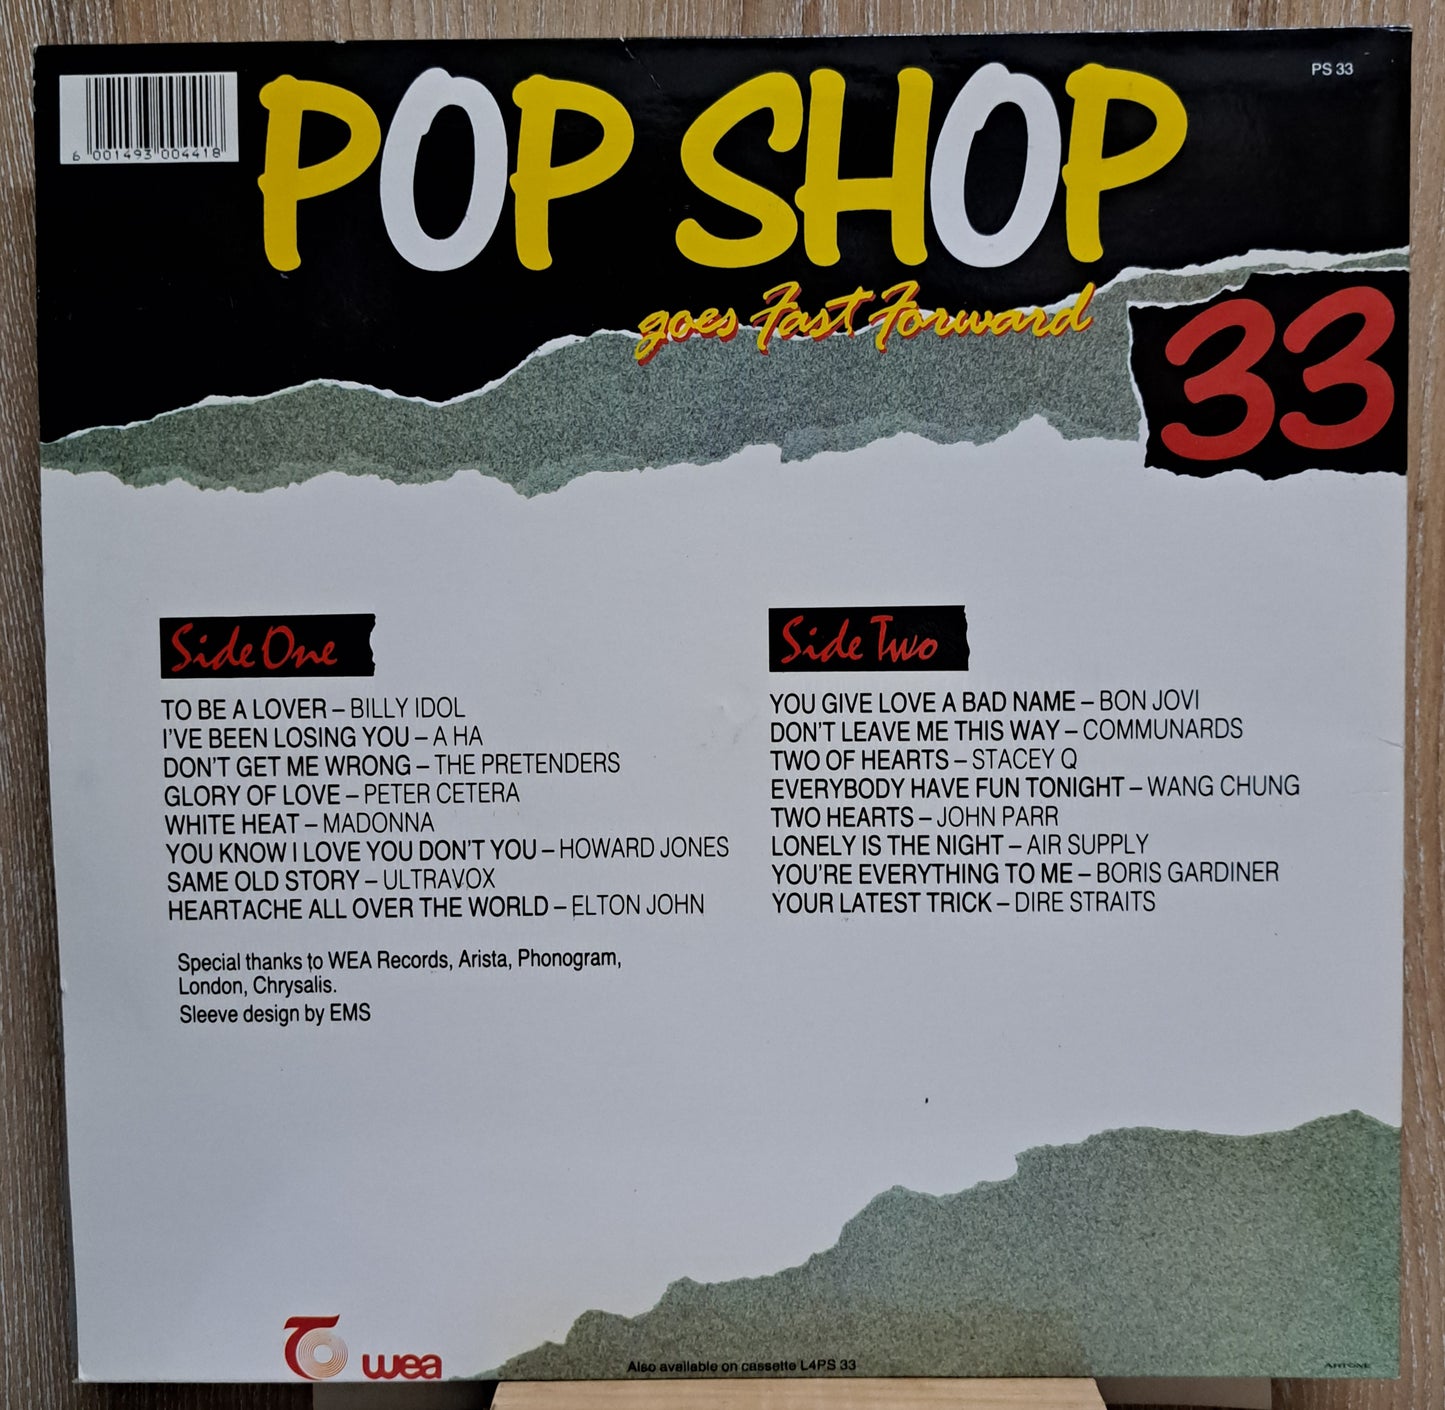 PS 33
6 001493 004418
POP SHOP
goes Fast Forward
33
Side One
TO BE A LOVER – BILLY IDOL
I'VE BEEN LOSING YOU – A HA
DON'T GET ME WRONG – THE PRETENDERS
GLORY OF LOVE – PETER CETERA
WHITE HEAT – MADONNA
YOU KNOW I LOVE YOU DON'T YOU – HOWARD JONES
SAME OLD STORY – ULTRAVOX
HEARTACHE ALL OVER THE WORLD – ELTON JOHN
Special thanks to WEA Records, Arista, Phonogram,
London, Chrysalis.
Sleeve design by EMS
Side Two
YOU GIVE LOVE A BAD NAME – BON JOVI
DON'T LEAVE ME THIS WAY – COMMUNARDS
TWO OF HEARTS – STACEY Q
EVERYBODY HAVE FUN TONIGHT – WANG CHUNG
TWO HEARTS – JOHN PARR
LONELY IS THE NIGHT – AIR SUPPLY
YOU'RE EVERYTHING TO ME – BORIS GARDINER
YOUR LATEST TRICK – DIRE STRAITS
wea
Also available on cassette L4PS 33
ARTONE